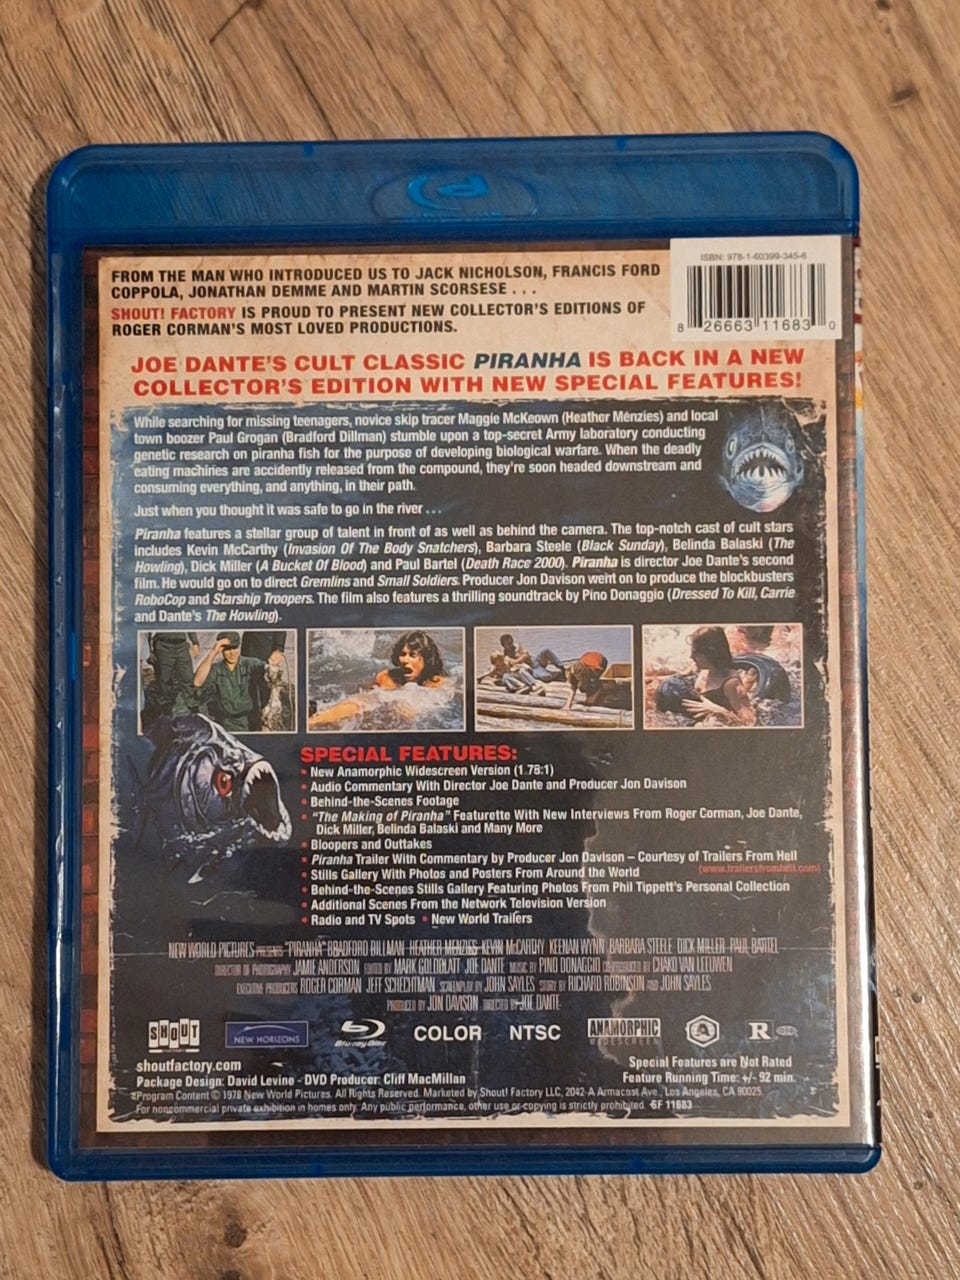 FROM THE MAN WHO INTRODUCED US TO JACK NICHOLSON, FRANCIS FORD
COPPOLA, JONATHAN DEMME AND MARTIN SCORSESE . . .
SHOUT! FACTORY IS PROUD TO PRESENT NEW COLLECTOR'S EDITIONS OF
ROGER CORMAN'S MOST LOVED PRODUCTIONS.
ISBN: 978-1-60399-345-6
8 26663 11683 0
JOE DANTE'S CULT CLASSIC PIRANHA IS BACK IN A NEW
COLLECTOR'S EDITION WITH NEW SPECIAL FEATURES!
While searching for missing teenagers, novice skip tracer Maggie McKeown (Heather Menzies) and local
town boozer Paul Grogan (Bradford Dillman) stumble upon a top-secret Army laboratory conducting
genetic research on piranha fish for the purpose of developing biological warfare. When the deadly
eating machines are accidently released from the compound, they're soon headed downstream and
consuming everything, and anything, in their path.
Just when you thought it was safe to go in the river . . .
Piranha features a stellar group of talent in front of as well as behind the camera. The top-notch cast of cult stars
includes Kevin McCarthy (Invasion Of The Body Snatchers), Barbara Steele (Black Sunday), Belinda Balaski (The
Howling), Dick Miller (A Bucket Of Blood) and Paul Bartel (Death Race 2000). Piranha is director Joe Dante's second
film. He would go on to direct Gremlins and Small Soldiers. Producer Jon Davison went on to produce the blockbusters
RoboCop and Starship Troopers. The film also features a thrilling soundtrack by Pino Donaggio (Dressed To Kill, Carrie
and Dante's The Howling).
SPECIAL FEATURES:
• New Anamorphic Widescreen Version (1.78:1)
• Audio Commentary With Director Joe Dante and Producer Jon Davison
• Behind-the-Scenes Footage
• "The Making of Piranha" Featurette With New Interviews From Roger Corman, Joe Dante,
Dick Miller, Belinda Balaski and Many More
• Bloopers and Outtakes
• Piranha Trailer With Commentary by Producer Jon Davison – Courtesy of Trailers From Hell
(www.trailersfromhell.com)
• Stills Gallery With Photos and Posters From Around the World
• Behind-the-Scenes Stills Gallery Featuring Photos From Phil Tippett's Personal Collection
• Additional Scenes From the Network Television Version
• Radio and TV Spots • New World Trailers
NEW WORLD PICTURES PRESENTS "PIRANHA" BRADFORD DILLMAN HEATHER MENZIES KEVIN McCARTHY KEENAN WYNN BARBARA STEELE DICK MILLER PAUL BARTEL
DIRECTOR OF PHOTOGRAPHY JAMIE ANDERSON EDITED BY MARK GOLDBLATT JOE DANTE MUSIC BY PINO DONAGGIO CHAKO VAN LEEUWEN
EXECUTIVE PRODUCERS ROGER CORMAN JEFF SCHECHTMAN SCREENPLAY BY JOHN SAYLES STORY BY RICHARD ROBINSON AND JOHN SAYLES
PRODUCED BY JON DAVISON DIRECTED BY JOE DANTE
SHOUT
FACTORY
NEW HORIZONS
Blu-ray Disc
COLOR
NTSC
ANAMORPHIC
WIDESCREEN
R
shoutfactory.com
Package Design: David Levine - DVD Producer: Cliff MacMillan
Special Features are Not Rated
Feature Running Time: +/- 92 min.
Program Content © 1978 New World Pictures. All Rights Reserved. Marketed by Shout! Factory LLC, 2042-A Armacost Ave., Los Angeles, CA 90025.
For noncommercial private exhibition in homes only. Any public performance, other use or copying is strictly prohibited. SF 11683